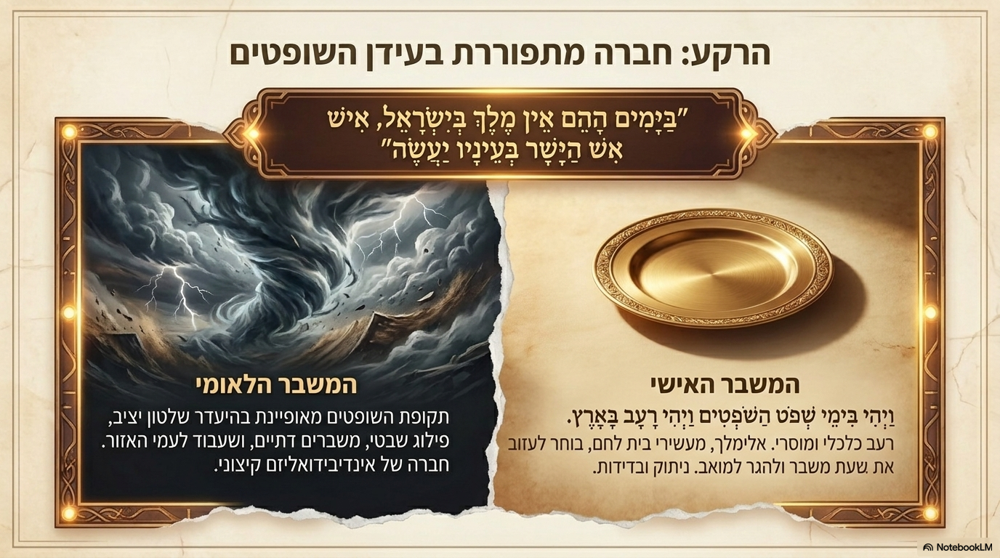 הרקע: חברה מתפוררת בעידן השופטים
"בַּיָּמִים הָהֵם אֵין מֶלֶךְ בְּיִשְׂרָאֵל, אִישׁ
אִשׁ הַיָּשָׁר בְּעֵינָיו יַעֲשֶׂה"
המשבר האישי
וַיְהִי בִּימֵי שְׁפֹט הַשֹּׁפְטִים וַיְהִי רָעָב בָּאָרֶץ.
רעב כלכלי ומוסרי. אלימלך, מעשירי בית לחם, בוחר לעזוב
את שעת משבר ולהגר למואב. ניתוק ובדידות.
המשבר הלאומי
תקופת השופטים מאופיינת בהיעדר שלטון יציב,
פילוג שבטי, משברים דתיים, ושעבוד לעמי האזור.
חברה של אינדיבידואליזם קיצוני.
NotebookLM